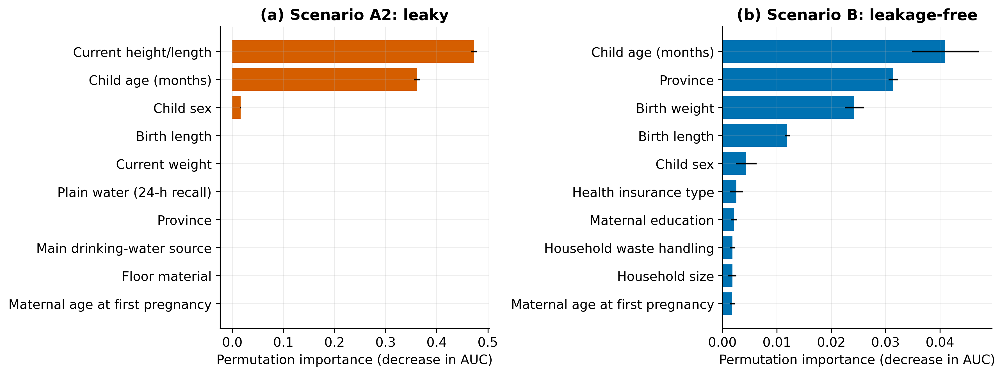 (a) Scenario A2: leaky
Current height/length
Child age (months)
Child sex
Birth length
Current weight
Plain water (24-h recall)
Province
Main drinking-water source
Floor material
Maternal age at first pregnancy
0.0 0.1 0.2 0.3 0.4 0.5
Permutation importance (decrease in AUC)
(b) Scenario B: leakage-free
Child age (months)
Province
Birth weight
Birth length
Child sex
Health insurance type
Maternal education
Household waste handling
Household size
Maternal age at first pregnancy
0.00 0.01 0.02 0.03 0.04
Permutation importance (decrease in AUC)